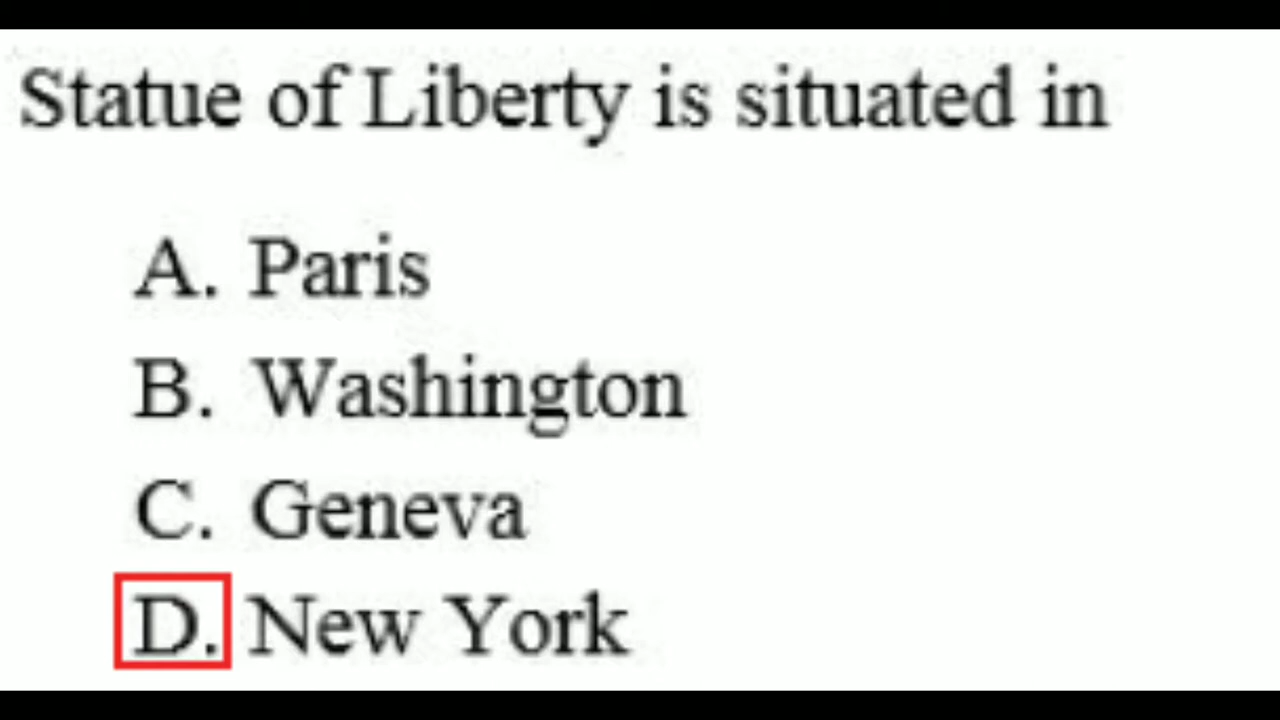 Statue of Liberty is situated in
A. Paris
B. Washington
C. Geneva
D. New York